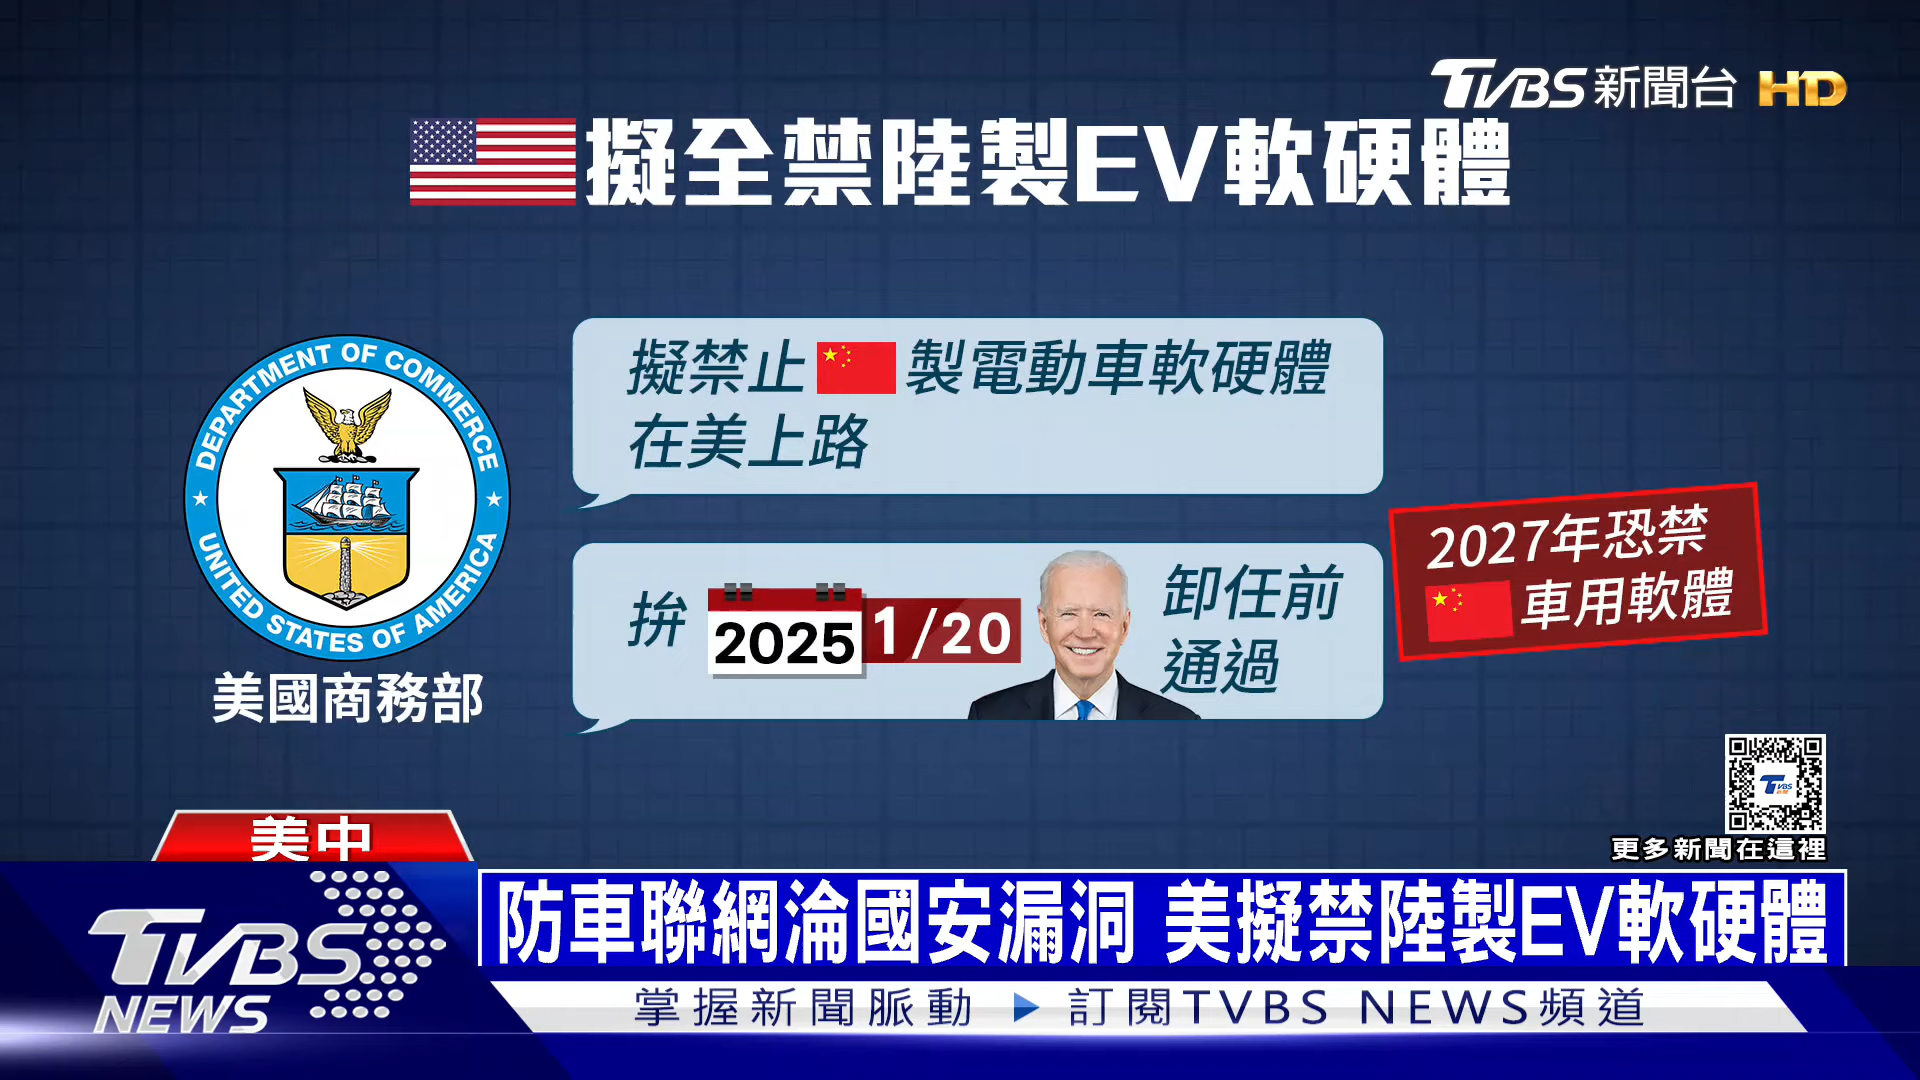 TVBS新聞台 HD
擬全禁陸製EV軟硬體
擬禁止 製電動車軟硬體
在美上路
DEPARTMENT OF COMMERCE
UNITED STATES OF AMERICA
美國商務部
拚 2025 1/20 卸任前
通過
2027年恐禁
車用軟體
TVBS
新聞
更多新聞在這裡
美中
防車聯網淪國安漏洞 美擬禁陸製EV軟硬體
TVBS
NEWS
掌握新聞脈動 ▶ 訂閱TVBS NEWS頻道